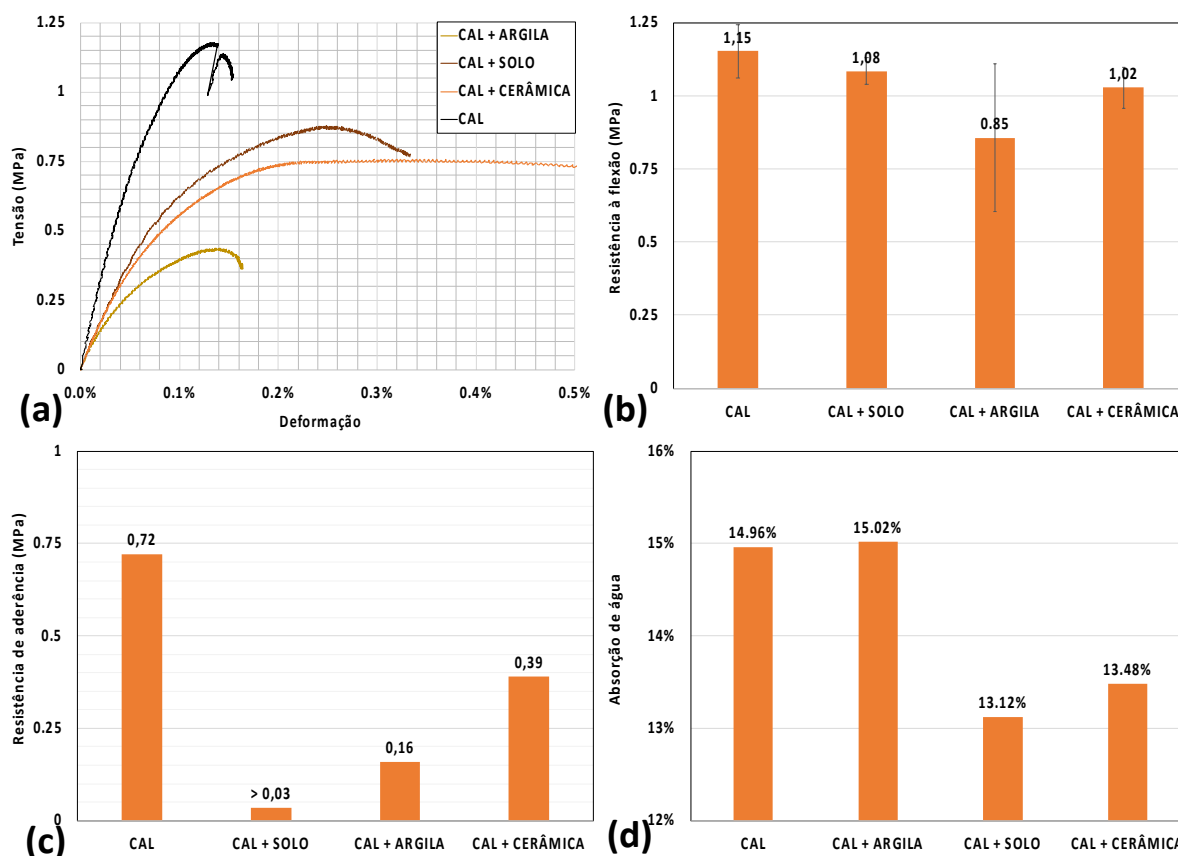 1.25
1
0.75
0.5
0.25
0
Tensão (MPa)
CAL + ARGILA
CAL + SOLO
CAL + CERÂMICA
CAL
0.0% 0.1% 0.2% 0.3% 0.4% 0.5%
Deformação
(a)
1.25
1
0.75
0.5
0.25
0
Resistência à flexão (MPa)
1,15
1,08
0.85
1,02
CAL CAL + SOLO CAL + ARGILA CAL + CERÂMICA
(b)
1
0.75
0.5
0.25
0
Resistência de aderência (MPa)
0,72
> 0,03
0,16
0,39
CAL CAL + SOLO CAL + ARGILA CAL + CERÂMICA
(c)
16%
15%
14%
13%
12%
Absorção de água
14.96%
15.02%
13.12%
13.48%
CAL CAL + ARGILA CAL + SOLO CAL + CERÂMICA
(d)